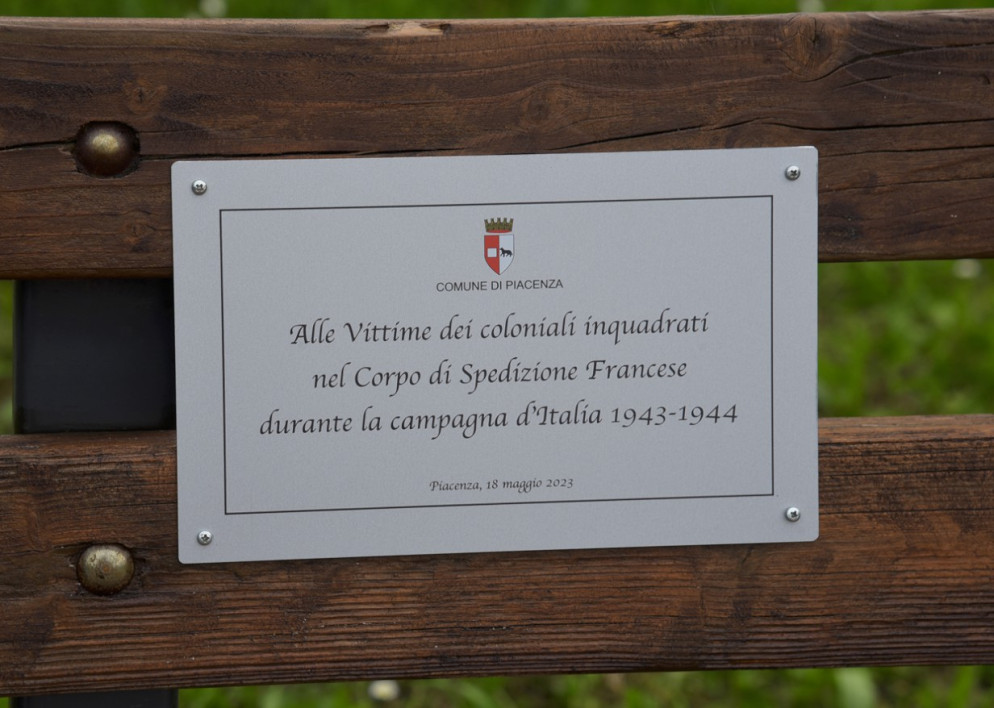 COMUNE DI PIACENZA
Alle Vittime dei coloniali inquadrati
nel Corpo di Spedizione Francese
durante la campagna d'Italia 1943-1944
Piacenza, 18 maggio 2023